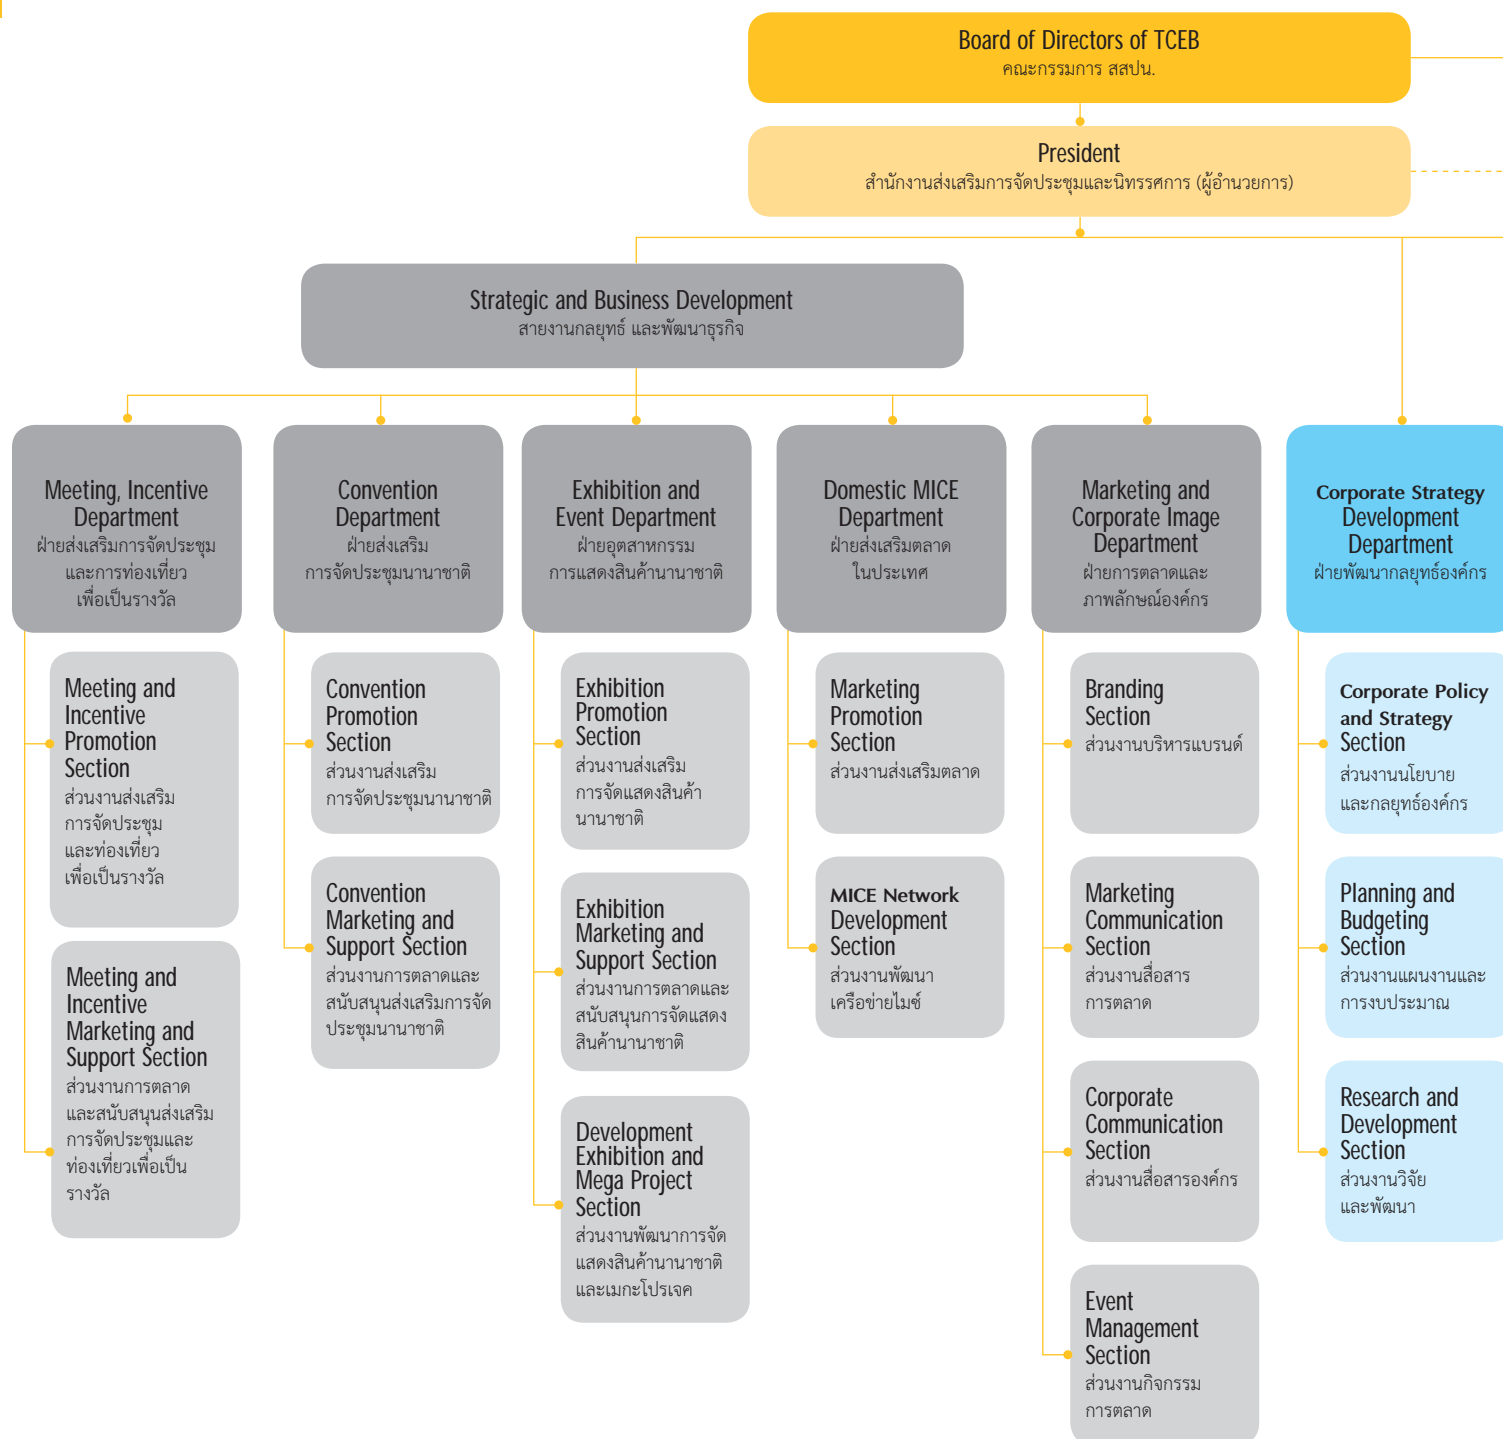 Board of Directors of TCEB
คณะกรรมการ สสปน.
President
สำนักงานส่งเสริมการจัดประชุมและนิทรรศการ (ผู้อำนวยการ)
Strategic and Business Development
สายงานกลยุทธ์ และพัฒนาธุรกิจ
Meeting, Incentive
Department
ฝ่ายส่งเสริมการจัดประชุม
และการท่องเที่ยว
เพื่อเป็นรางวัล
Meeting and
Incentive
Promotion
Section
ส่วนงานส่งเสริม
การจัดประชุม
และท่องเที่ยว
เพื่อเป็นรางวัล
Meeting and
Incentive
Marketing and
Support Section
ส่วนงานการตลาด
และสนับสนุนส่งเสริม
การจัดประชุมและ
ท่องเที่ยวเพื่อเป็น
รางวัล
Convention
Department
ฝ่ายส่งเสริม
การจัดประชุมนานาชาติ
Convention
Promotion
Section
ส่วนงานส่งเสริม
การจัดประชุมนานาชาติ
Convention
Marketing and
Support Section
ส่วนงานการตลาดและ
สนับสนุนส่งเสริมการจัด
ประชุมนานาชาติ
Exhibition and
Event Department
ฝ่ายอุตสาหกรรม
การแสดงสินค้านานาชาติ
Exhibition
Promotion
Section
ส่วนงานส่งเสริม
การจัดแสดงสินค้า
นานาชาติ
Exhibition
Marketing and
Support Section
ส่วนงานการตลาดและ
สนับสนุนการจัดแสดง
สินค้านานาชาติ
Development
Exhibition and
Mega Project
Section
ส่วนงานพัฒนาการจัด
แสดงสินค้านานาชาติ
และเมกะโปรเจค
Domestic MICE
Department
ฝ่ายส่งเสริมตลาด
ในประเทศ
Marketing
Promotion
Section
ส่วนงานส่งเสริมตลาด
MICE Network
Development
Section
ส่วนงานพัฒนา
เครือข่ายไมซ์
Marketing and
Corporate Image
Department
ฝ่ายการตลาดและ
ภาพลักษณ์องค์กร
Branding
Section
ส่วนงานบริหารแบรนด์
Marketing
Communication
Section
ส่วนงานสื่อสาร
การตลาด
Corporate
Communication
Section
ส่วนงานสื่อสารองค์กร
Event
Management
Section
ส่วนงานกิจกรรม
การตลาด
Corporate Strategy
Development
Department
ฝ่ายพัฒนากลยุทธ์องค์กร
Corporate Policy
and Strategy
Section
ส่วนงานนโยบาย
และกลยุทธ์องค์กร
Planning and
Budgeting
Section
ส่วนงานแผนงานและ
การงบประมาณ
Research and
Development
Section
ส่วนงานวิจัย
และพัฒนา